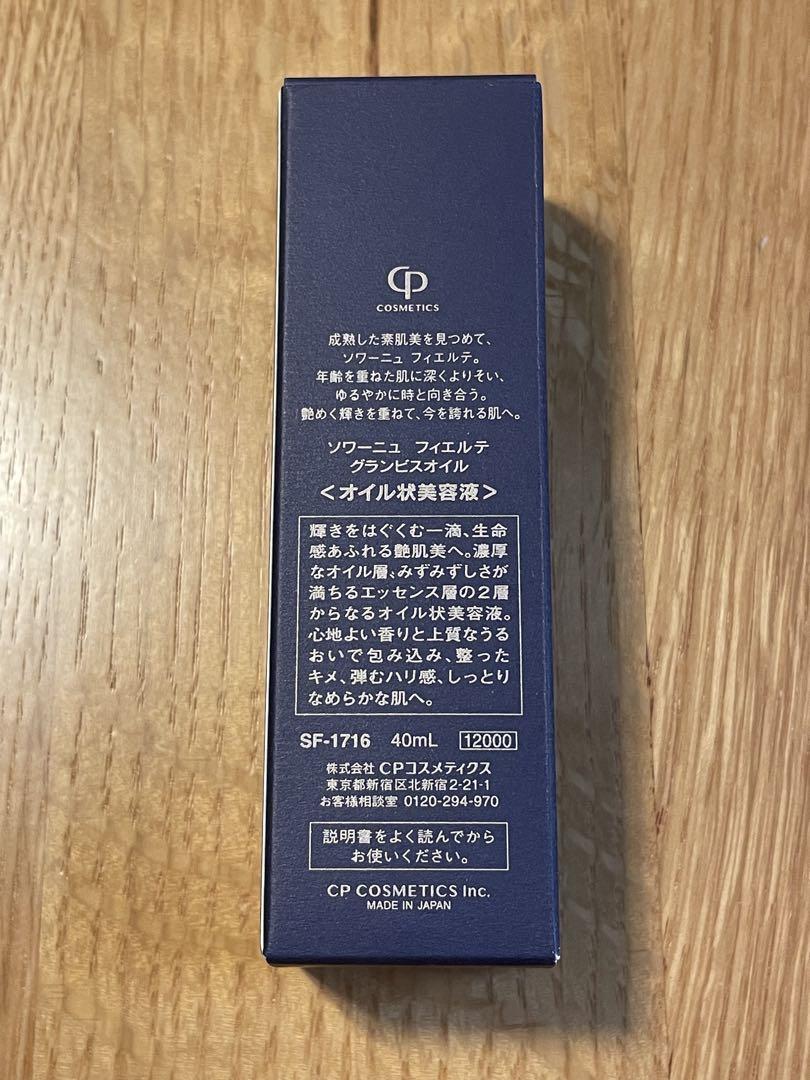 CP
COSMETICS
成熟した素肌美を見つめて、
ソワーニュ フィエルテ。
年齢を重ねた肌に深くよりそい、
ゆるやかに時と向き合う。
艶めく輝きを重ねて、今を誇れる肌へ。
ソワーニュ フィエルテ
グランビスオイル
＜オイル状美容液＞
輝きをはぐくむ一滴、生命
感あふれる艶肌美へ。濃厚
なオイル層、みずみずしさが
満ちるエッセンス層の２層
からなるオイル状美容液。
心地よい香りと上質なうる
おいで包み込み、整った
キメ、弾むハリ感、しっとり
なめらかな肌へ。
SF-1716 40mL 12000
株式会社 CPコスメティクス
東京都新宿区北新宿2-21-1
お客様相談室 0120-294-970
説明書をよく読んでから
お使いください。
CP COSMETICS Inc.
MADE IN JAPAN